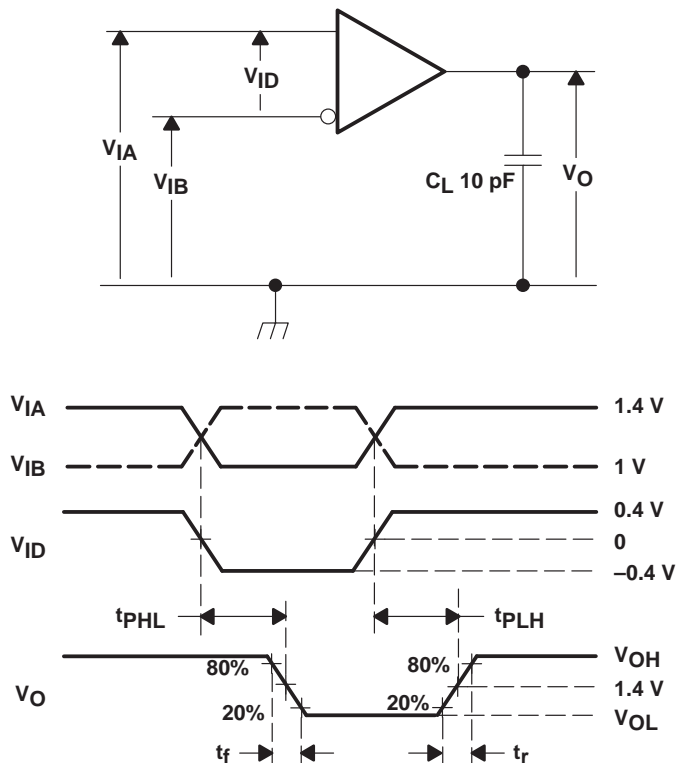 VID
VIA
VIB
CL 10 pF
VO
VIA
1.4 V
VIB
1 V
0.4 V
VID
0
–0.4 V
tPHL
tPLH
VOH
80%
80%
1.4 V
VO
20%
20%
VOL
tf
tr